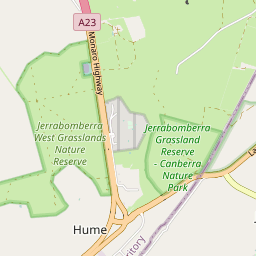 A23
Monaro Highway
Jerrabomberra
West Grasslands
Nature
Reserve
Jerrabomberra
Grassland
Reserve
- Canberra
Nature
Park
Hume